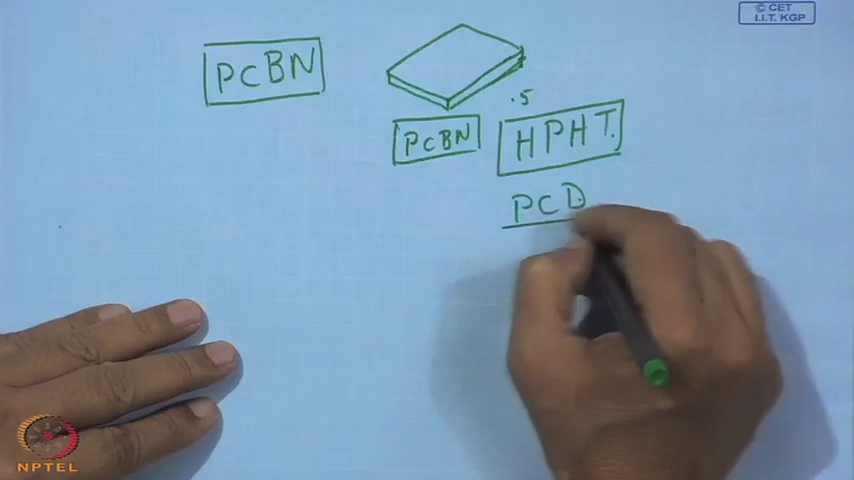 © CET
I.I.T. KGP
PCBN
.5
PCBN
HPHT.
PCD
NPTEL